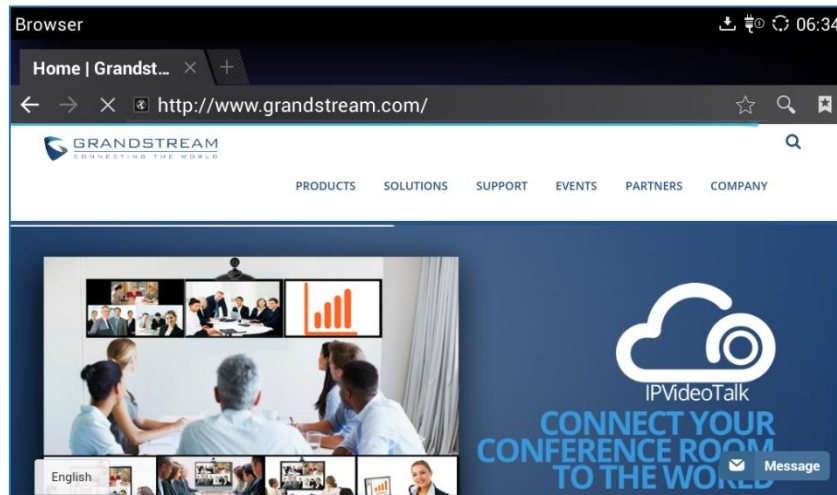 Browser 06:34
Home | Grandst...
http://www.grandstream.com/
GRANDSTREAM
CONNECTING THE WORLD
PRODUCTS SOLUTIONS SUPPORT EVENTS PARTNERS COMPANY
IPVideoTalk
CONNECT YOUR
CONFERENCE ROOM
TO THE WORLD
English
Message